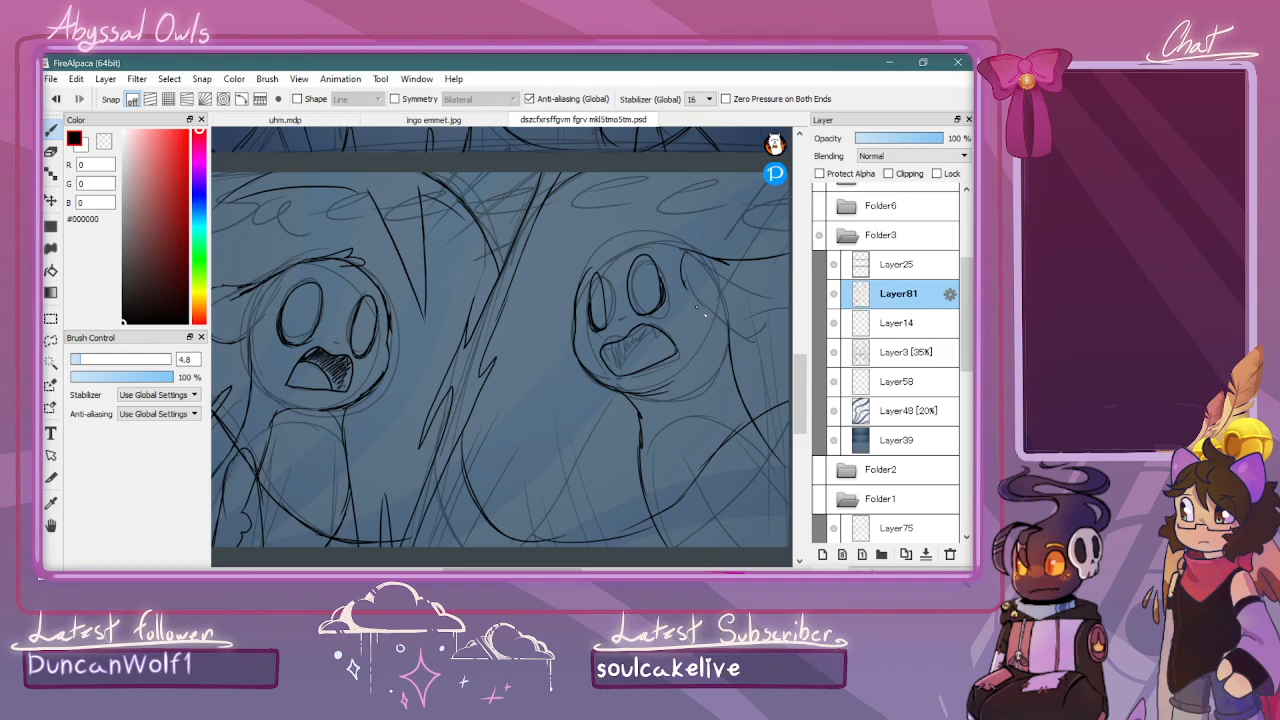 Abyssal Owls
Chat
FireAlpaca (64bit)
File Edit Layer Filter Select Snap Color Brush View Animation Tool Window Help
Snap off Shape Line Symmetry Bilateral Anti-aliasing (Global) Stabilizer (Global) 16 Zero Pressure on Both Ends
Color
uhm.mdp
ingo emmet.jpg
dszcfxrsffgvm fgrv mkl5tmo5tm.psd
Layer
R 0
G 0
B 0
#000000
Opacity 100 %
Blending Normal
Protect Alpha Clipping Lock
Folder6
Folder3
Layer25
Layer81
Layer14
Layer3 [35%]
Layer58
Layer48 [20%]
Layer39
Folder2
Folder1
Layer75
Brush Control
4.8
100 %
Stabilizer Use Global Settings
Anti-aliasing Use Global Settings
T
P
Latest follower
DuncanWolf1
Latest Subscriber
soulcakelive